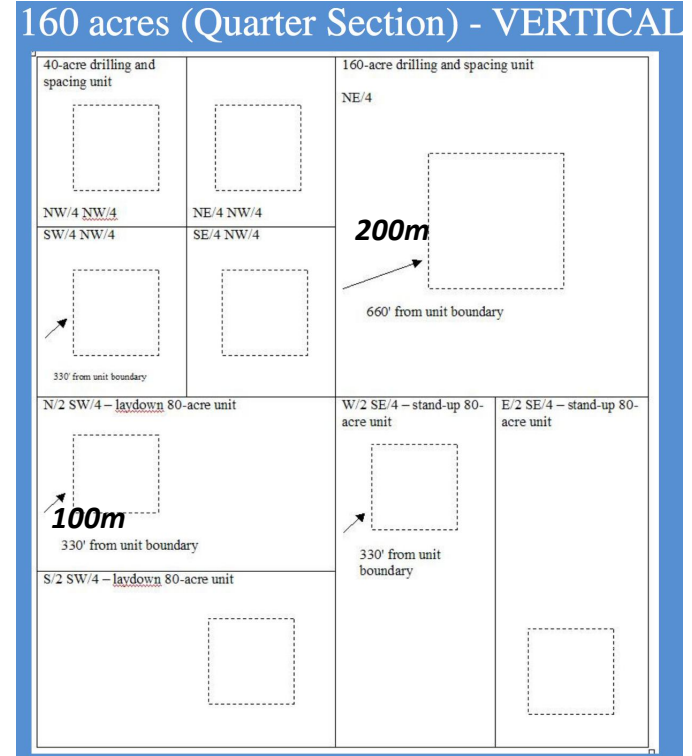 160 acres (Quarter Section) - VERTICAL
40-acre drilling and
spacing unit
160-acre drilling and spacing unit
NE/4
NW/4 NW/4
NE/4 NW/4
SW/4 NW/4
SE/4 NW/4
200m
660' from unit boundary
330' from unit boundary
N/2 SW/4 – laydown 80-acre unit
W/2 SE/4 – stand-up 80-
acre unit
E/2 SE/4 – stand-up 80-
acre unit
100m
330' from unit boundary
330' from unit
boundary
S/2 SW/4 – laydown 80-acre unit